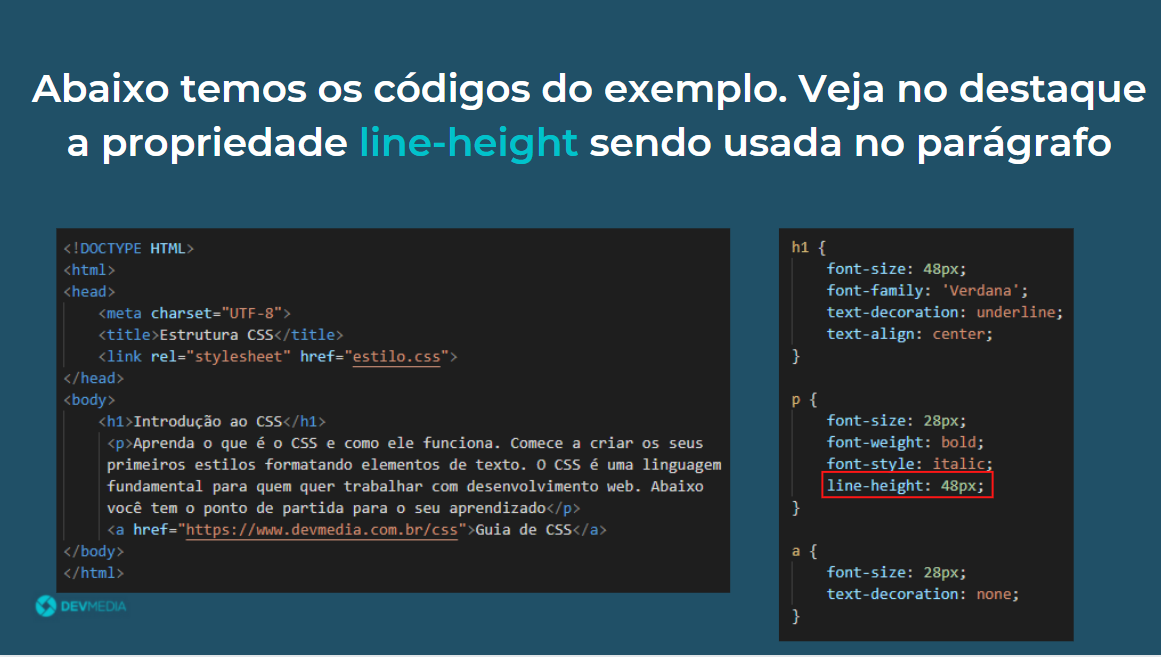 Abaixo temos os códigos do exemplo. Veja no destaque
a propriedade line-height sendo usada no parágrafo
<!DOCTYPE HTML>
<html>
<head>
    <meta charset="UTF-8">
    <title>Estrutura CSS</title>
    <link rel="stylesheet" href="estilo.css">
</head>
<body>
    <h1>Introdução ao CSS</h1>
     <p>Aprenda o que é o CSS e como ele funciona. Comece a criar os seus
     primeiros estilos formatando elementos de texto. O CSS é uma linguagem
     fundamental para quem quer trabalhar com desenvolvimento web. Abaixo
     você tem o ponto de partida para o seu aprendizado</p>
     <a href="https://www.devmedia.com.br/css">Guia de CSS</a>
</body>
</html>
h1 {
    font-size: 48px;
    font-family: 'Verdana';
    text-decoration: underline;
    text-align: center;
}
p {
    font-size: 28px;
    font-weight: bold;
    font-style: italic;
    line-height: 48px;
}
a {
    font-size: 28px;
    text-decoration: none;
}
DEVMEDIA